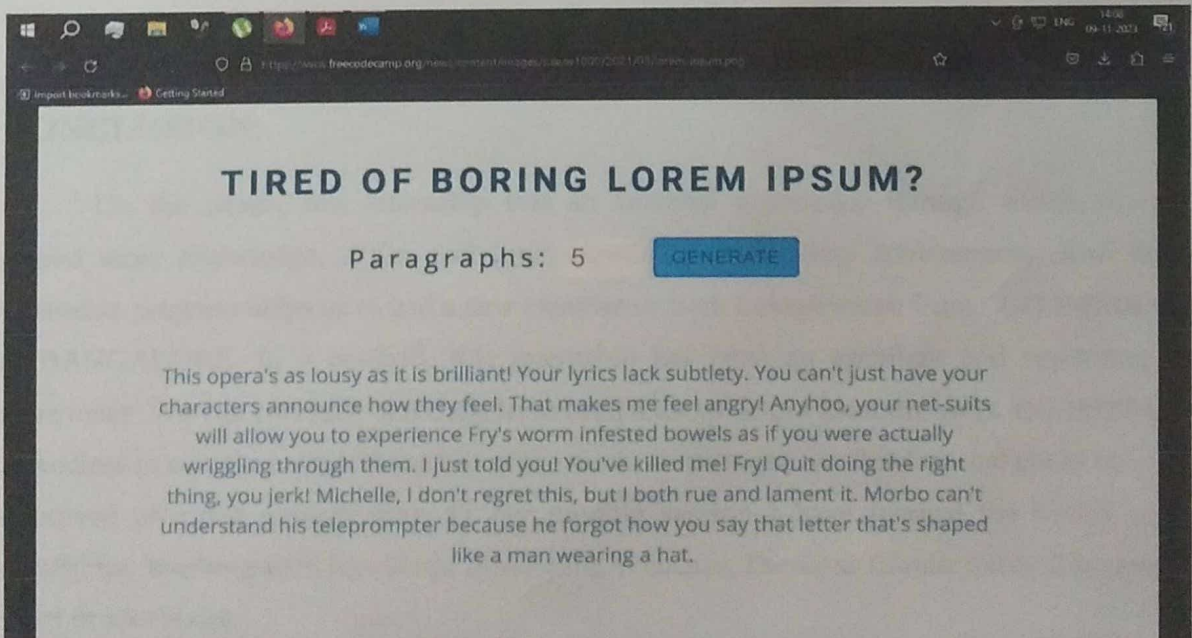 ENG
14:00
09-11-2023
freecodecamp.org
Import bookmarks... Getting Started
TIRED OF BORING LOREM IPSUM?
Paragraphs: 5 GENERATE
This opera's as lousy as it is brilliant! Your lyrics lack subtlety. You can't just have your
characters announce how they feel. That makes me feel angry! Anyhoo, your net-suits
will allow you to experience Fry's worm infested bowels as if you were actually
wriggling through them. I just told you! You've killed me! Fry! Quit doing the right
thing, you jerk! Michelle, I don't regret this, but I both rue and lament it. Morbo can't
understand his teleprompter because he forgot how you say that letter that's shaped
like a man wearing a hat.